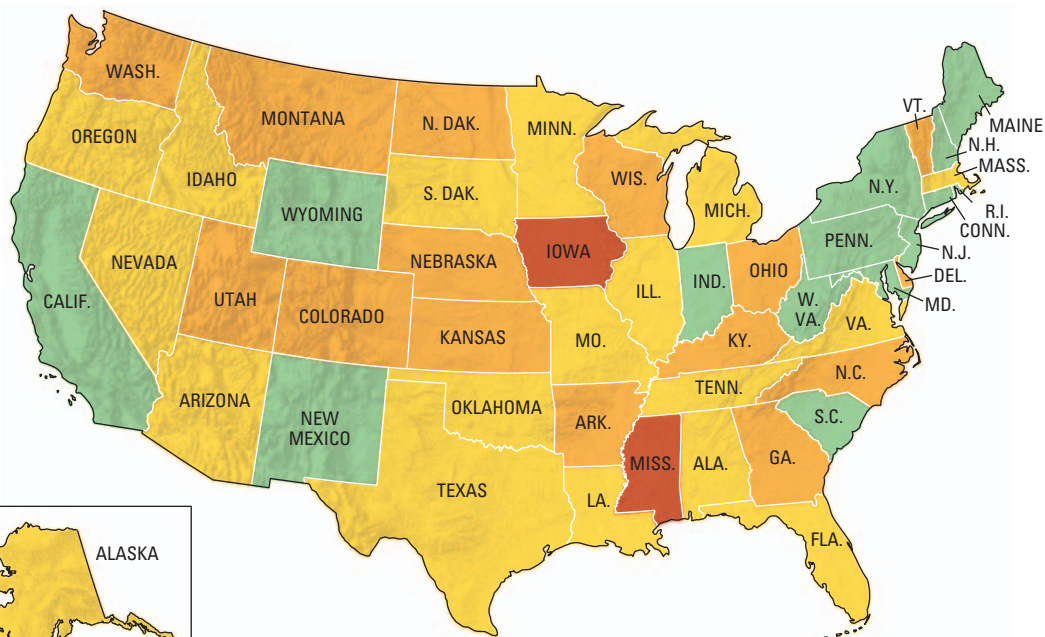 WASH.
MONTANA
N. DAK.
MINN.
VT.
MAINE
OREGON
N.H.
MASS.
IDAHO
WIS.
N.Y.
S. DAK.
MICH.
R.I.
CONN.
WYOMING
PENN.
N.J.
NEVADA
NEBRASKA
IOWA
OHIO
DEL.
IND.
ILL.
CALIF.
UTAH
COLORADO
W.
VA.
MD.
VA.
KANSAS
MO.
KY.
N.C.
TENN.
ARIZONA
OKLAHOMA
NEW
MEXICO
ARK.
S.C.
MISS.
ALA.
GA.
TEXAS
LA.
FLA.
ALASKA